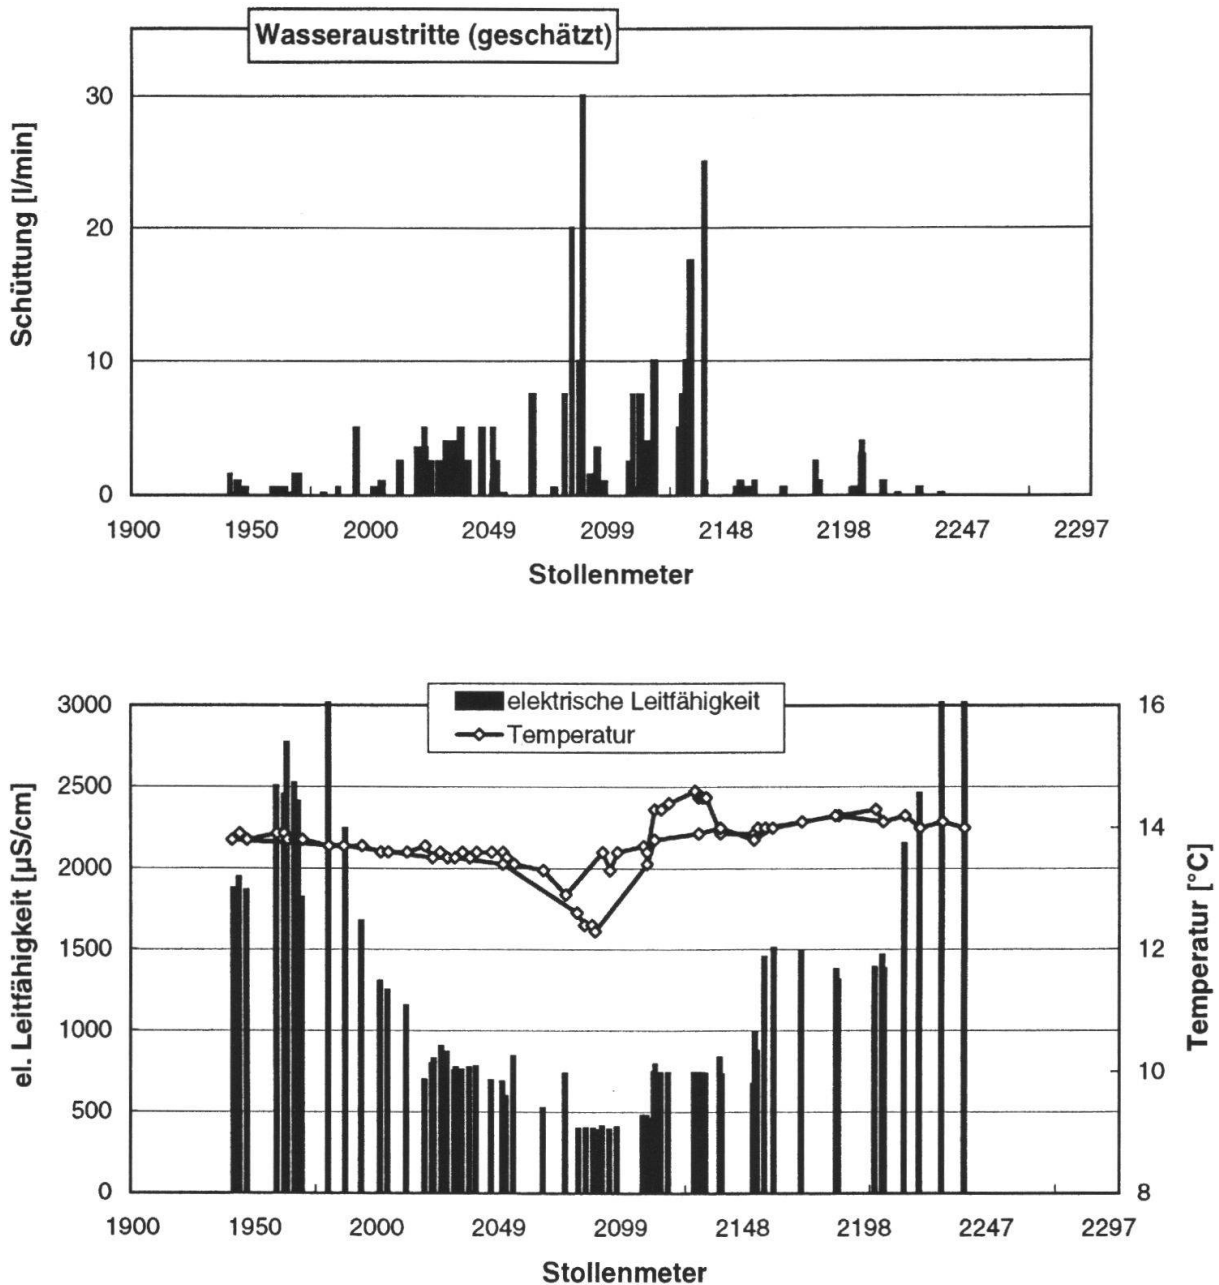 Wasseraustritte (geschätzt)
Schüttung [l/min]
30
20
10
0
1900 1950 2000 2049 2099 2148 2198 2247 2297
Stollenmeter
elektrische Leitfähigkeit
Temperatur
el. Leitfähigkeit [µS/cm]
3000
2500
2000
1500
1000
500
0
16
14
12
10
8
Temperatur [°C]
1900 1950 2000 2049 2099 2148 2198 2247 2297
Stollenmeter